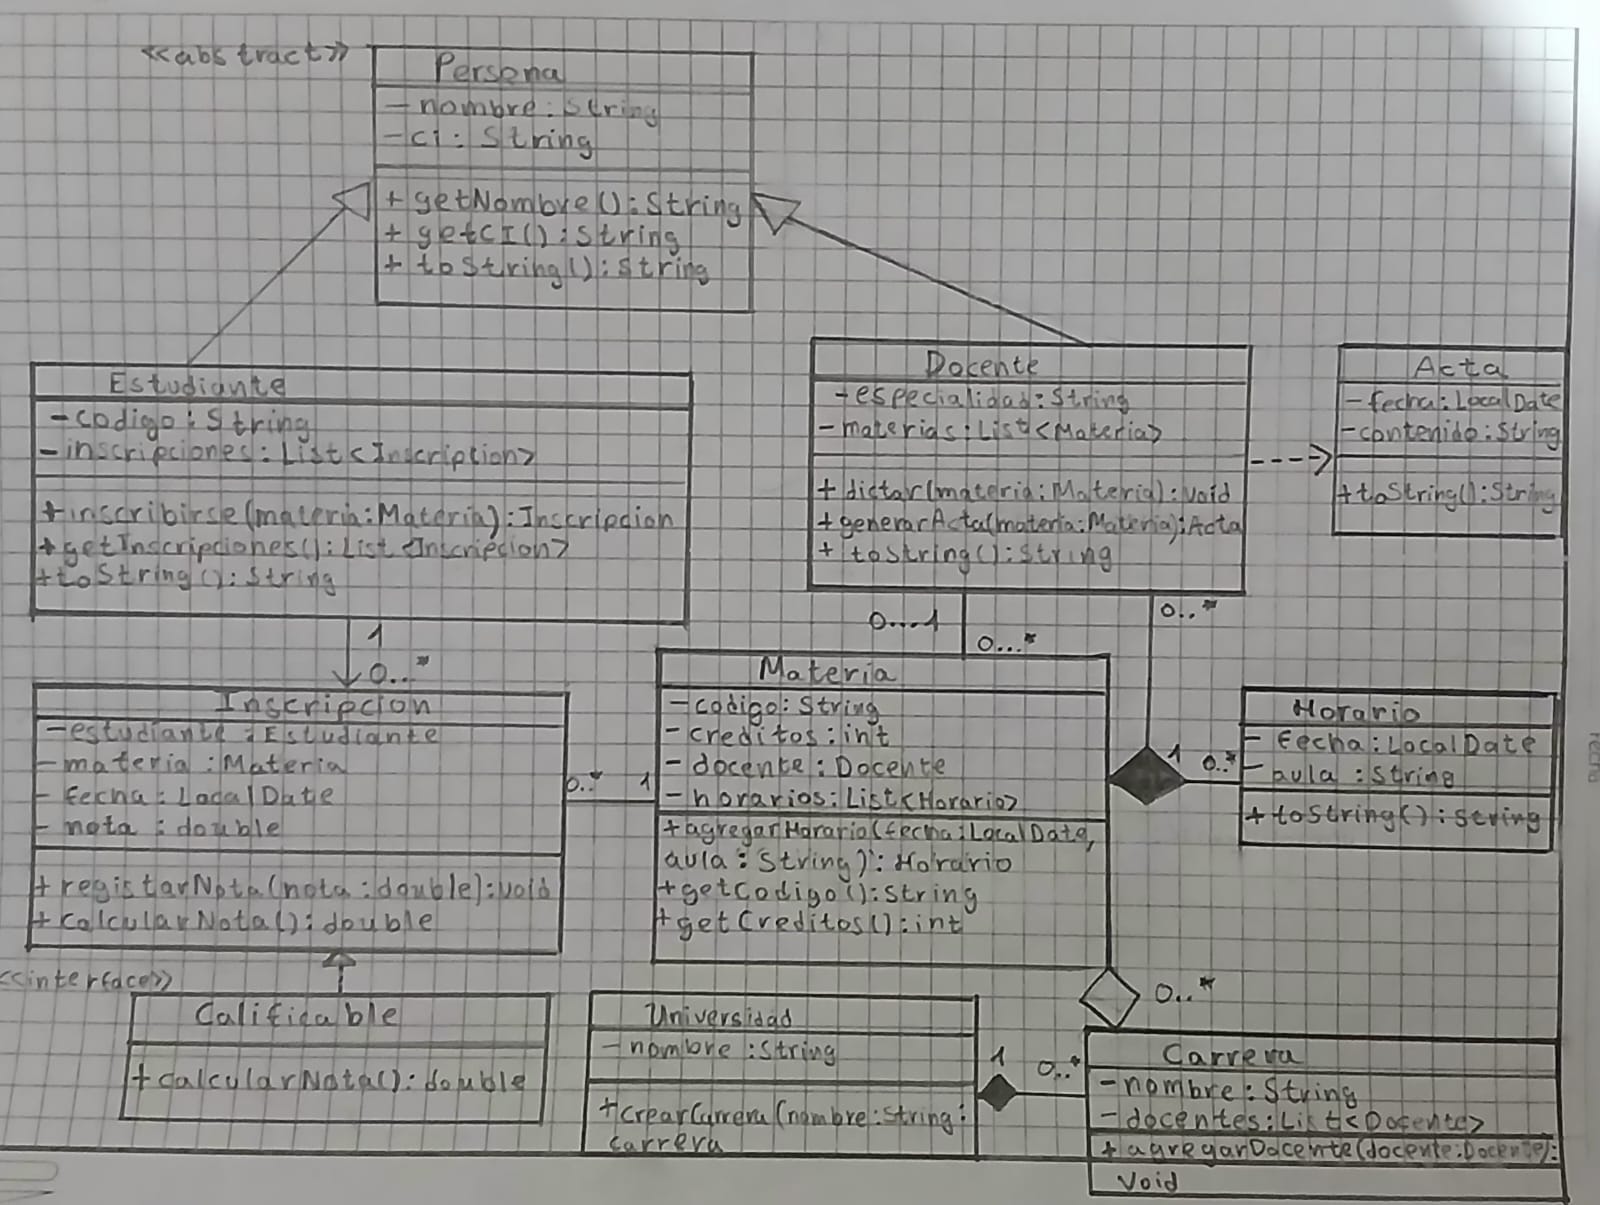 <<abstract>>
Persona
- nombre: String
- ci: String
+ getNombre(): String
+ getCI(): String
+ toString(): String
Estudiante
- codigo: String
- inscripciones: List<Inscription>
+ inscribirse(materia: Materia): Inscripcion
+ getInscripciones(): List<Inscripcion>
+ toString(): String
1
0...*
Docente
- especialidad: String
- materias: List<Materia>
+ dictar(materia: Materia): void
+ generarActa(materia: Materia): Acta
+ toString(): String
Acta
- fecha: LocalDate
- contenido: String
+ toString(): String
0....1
0...*
0..*
Inscripcion
- estudiante: Estudiante
- materia: Materia
- fecha: LocalDate
- nota: double
+ registarNota(nota: double): void
+ calcularNota(): double
0..*
1
Materia
- codigo: String
- creditos: int
- docente: Docente
- horarios: List<Horario>
+ agregarHorario(fecha: LocalDate,
aula: String): Horario
+ getCodigo(): String
+ getCreditos(): int
1
0..*
Horario
- fecha: LocalDate
- aula: String
+ toString(): String
<<interface>>
Calificable
+ calcularNota(): double
Universidad
- nombre: String
+ crearCarrera(nombre: String:
carrera
1
0..*
0..*
Carrera
- nombre: String
- docentes: List<Docente>
+ agregarDocente(docente: Docente):
void